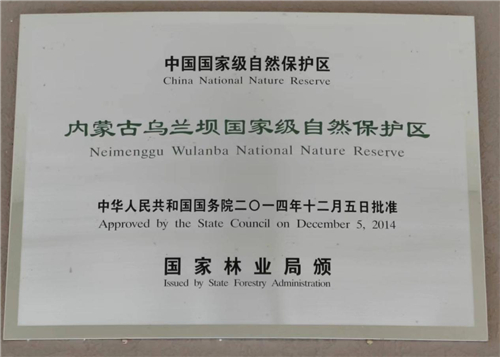 中国国家级自然保护区
China National Nature Reserve
内蒙古乌兰坝国家级自然保护区
Neimenggu Wulanba National Nature Reserve
中华人民共和国国务院二〇一四年十二月五日批准
Approved by the State Council on December 5, 2014
国家林业局颁
Issued by State Forestry Administration